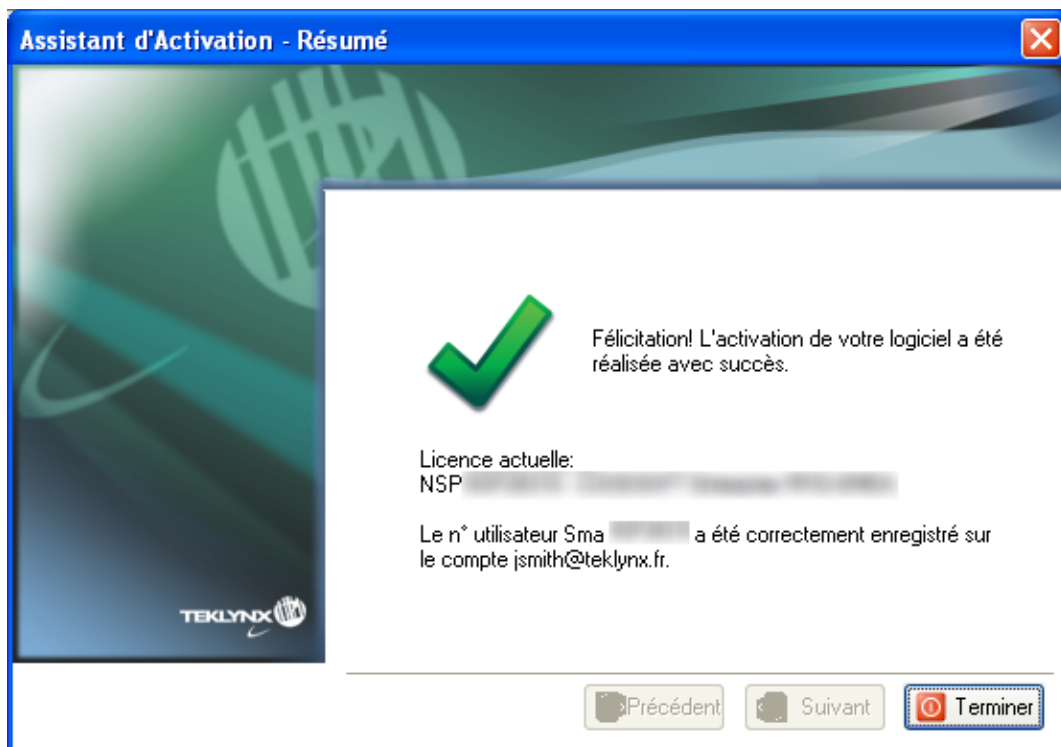 Assistant d'Activation - Résumé
Félicitation! L'activation de votre logiciel a été
réalisée avec succès.
Licence actuelle:
NSP
Le n° utilisateur Sma a été correctement enregistré sur
le compte jsmith@teklynx.fr.
TEKLYNX
Précédent
Suivant
Terminer